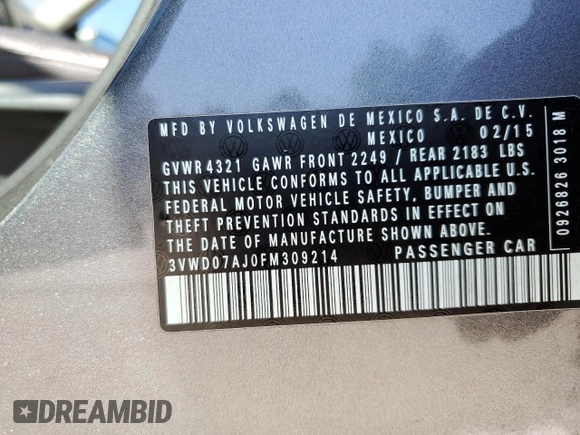 MFD BY VOLKSWAGEN DE MEXICO S.A. DE C.V.
MEXICO 02/15
GVWR 4321 GAWR FRONT 2249 / REAR 2183 LBS
THIS VEHICLE CONFORMS TO ALL APPLICABLE U.S.
FEDERAL MOTOR VEHICLE SAFETY, BUMPER AND
THEFT PREVENTION STANDARDS IN EFFECT ON
THE DATE OF MANUFACTURE SHOWN ABOVE.
3VWD07AJ0FM309214 PASSENGER CAR
0926826 3018 M
DREAMBID